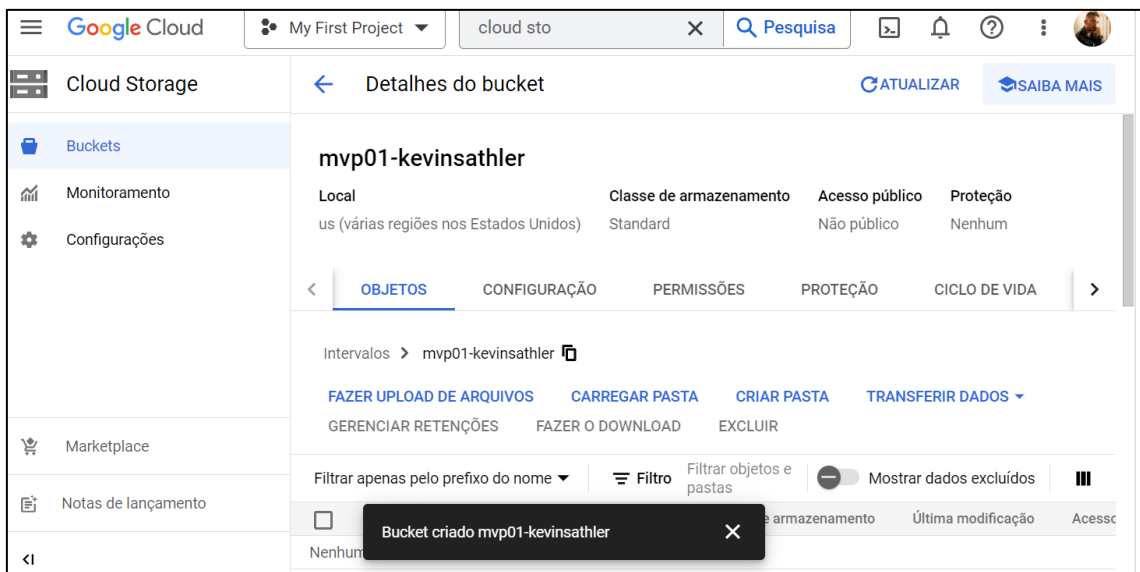 Google Cloud
My First Project
cloud sto
Pesquisa
Cloud Storage
Detalhes do bucket
ATUALIZAR
SAIBA MAIS
Buckets
Monitoramento
Configurações
Marketplace
Notas de lançamento
mvp01-kevinsathler
Local
Classe de armazenamento
Acesso público
Proteção
us (várias regiões nos Estados Unidos)
Standard
Não público
Nenhum
OBJETOS
CONFIGURAÇÃO
PERMISSÕES
PROTEÇÃO
CICLO DE VIDA
Intervalos > mvp01-kevinsathler
FAZER UPLOAD DE ARQUIVOS
CARREGAR PASTA
CRIAR PASTA
TRANSFERIR DADOS
GERENCIAR RETENÇÕES
FAZER O DOWNLOAD
EXCLUIR
Filtrar apenas pelo prefixo do nome
Filtro
Filtrar objetos e
pastas
Mostrar dados excluídos
armazenamento
Última modificação
Acesso
Bucket criado mvp01-kevinsathler
Nenhum